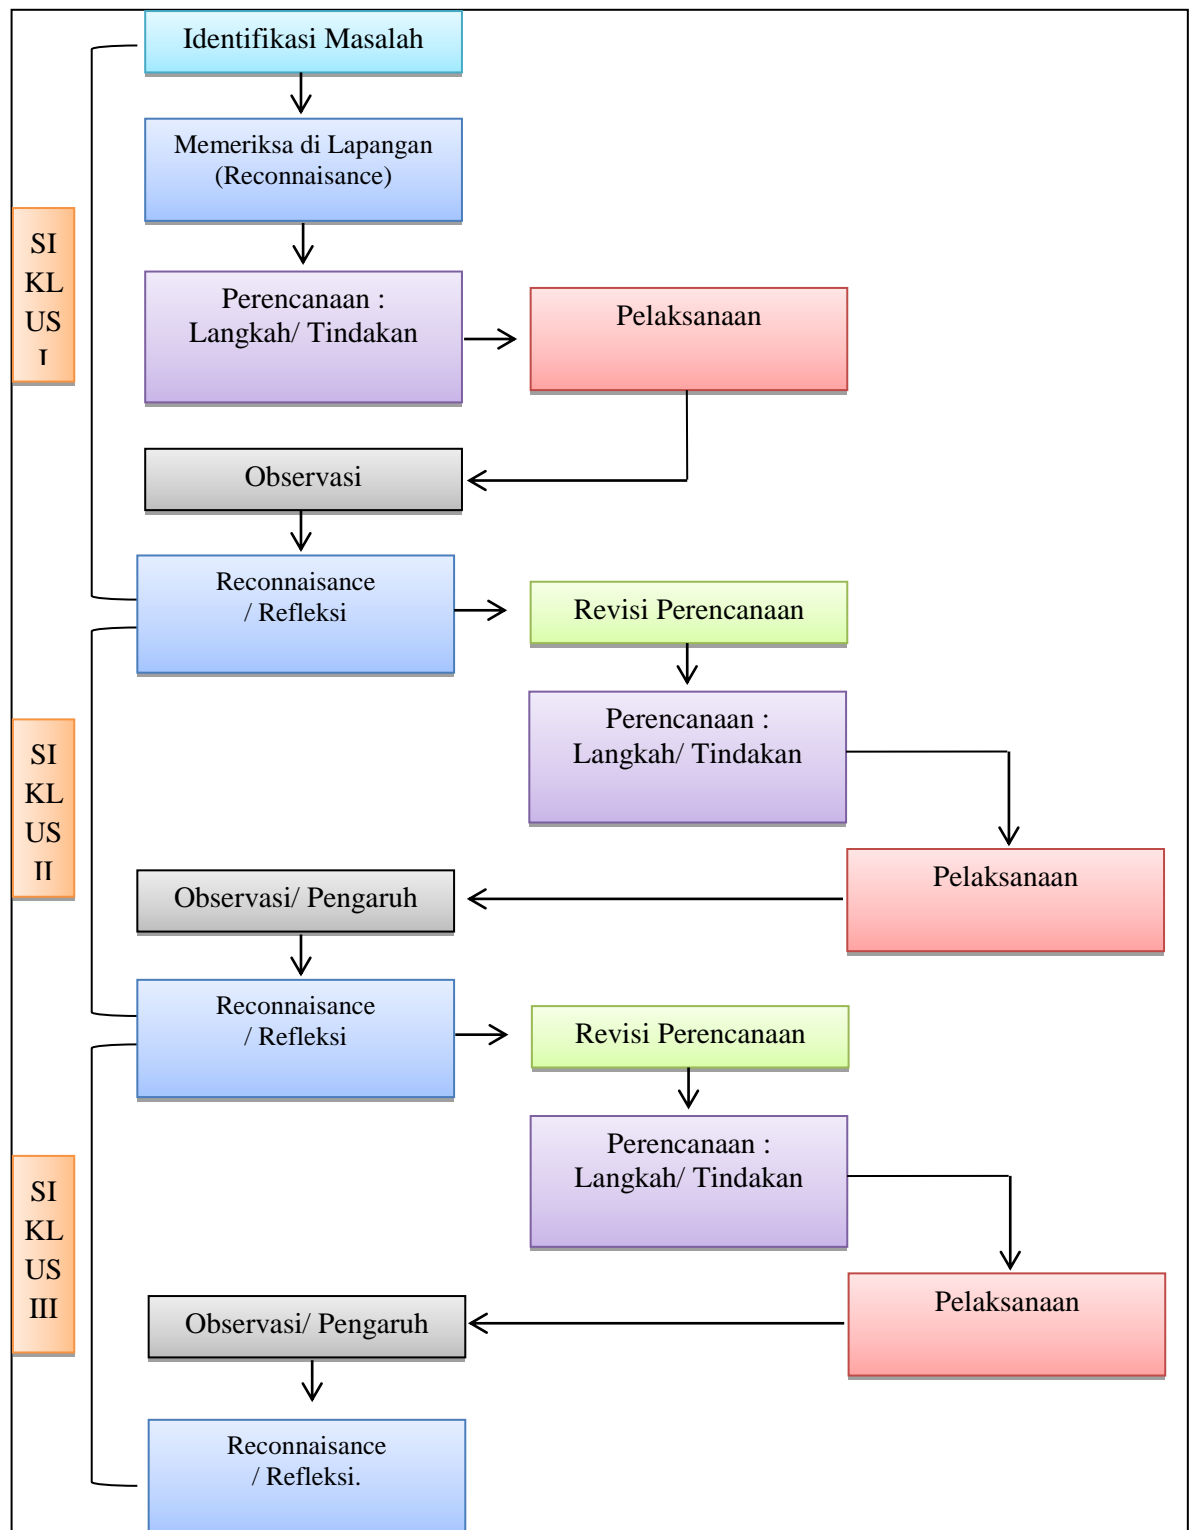 Identifikasi Masalah
Memeriksa di Lapangan
(Reconnaisance)
SI
KL
US
I
Perencanaan :
Langkah/ Tindakan
Pelaksanaan
Observasi
Reconnaisance
/ Refleksi
Revisi Perencanaan
SI
KL
US
II
Perencanaan :
Langkah/ Tindakan
Pelaksanaan
Observasi/ Pengaruh
Reconnaisance
/ Refleksi
Revisi Perencanaan
SI
KL
US
III
Perencanaan :
Langkah/ Tindakan
Pelaksanaan
Observasi/ Pengaruh
Reconnaisance
/ Refleksi.